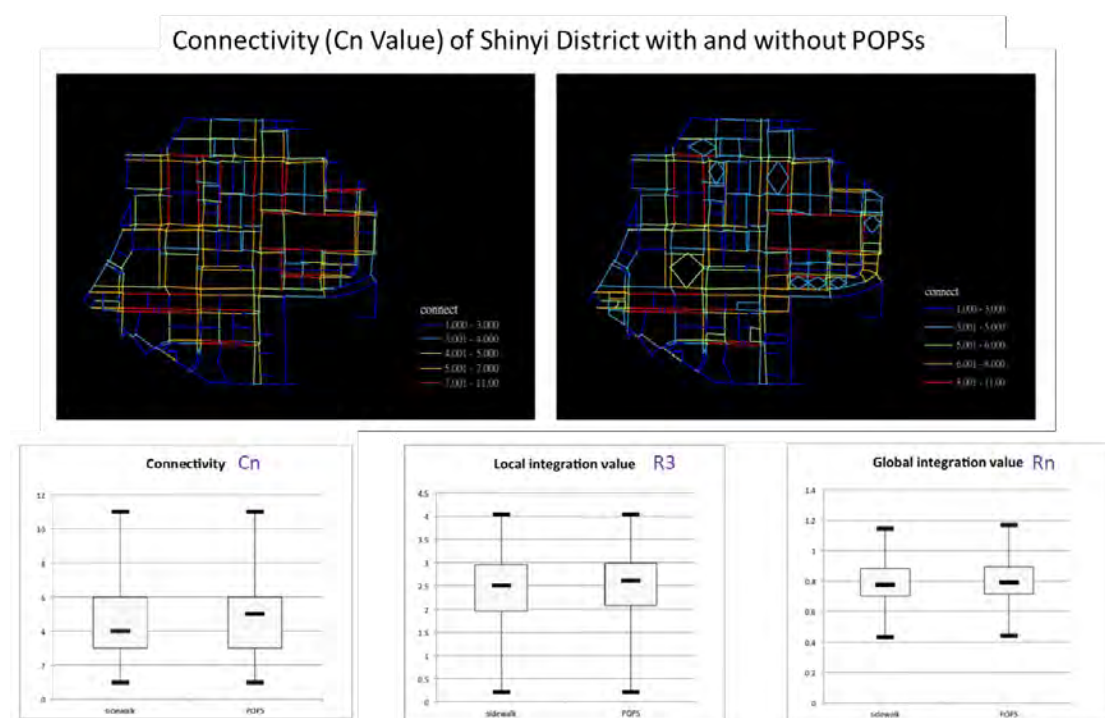 Connectivity (Cn Value) of Shinyi District with and without POPSs
connect
1.000 - 3.000
3.001 - 4.000
4.001 - 5.000
5.001 - 7.000
7.001 - 11.00
connect
1.000 - 3.000
3.001 - 5.000
5.001 - 6.000
6.001 - 8.000
8.001 - 11.00
Connectivity Cn
12
10
8
6
4
2
0
sidewalk POPS
Local integration value R3
4.5
4
3.5
3
2.5
2
1.5
1
0.5
0
sidewalk POPS
Global integration value Rn
1.4
1.2
1
0.8
0.6
0.4
0.2
0
sidewalk POPS